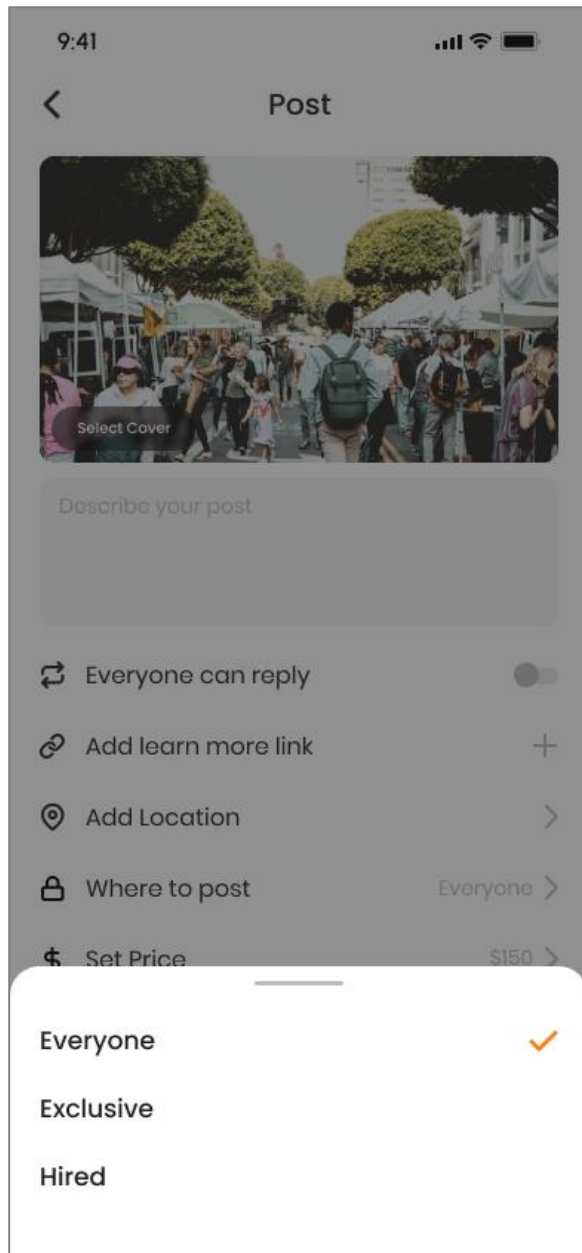 9:41
Post
Select Cover
Describe your post
Everyone can reply
Add learn more link
Add Location
Where to post Everyone
Set Price $150
Everyone
Exclusive
Hired